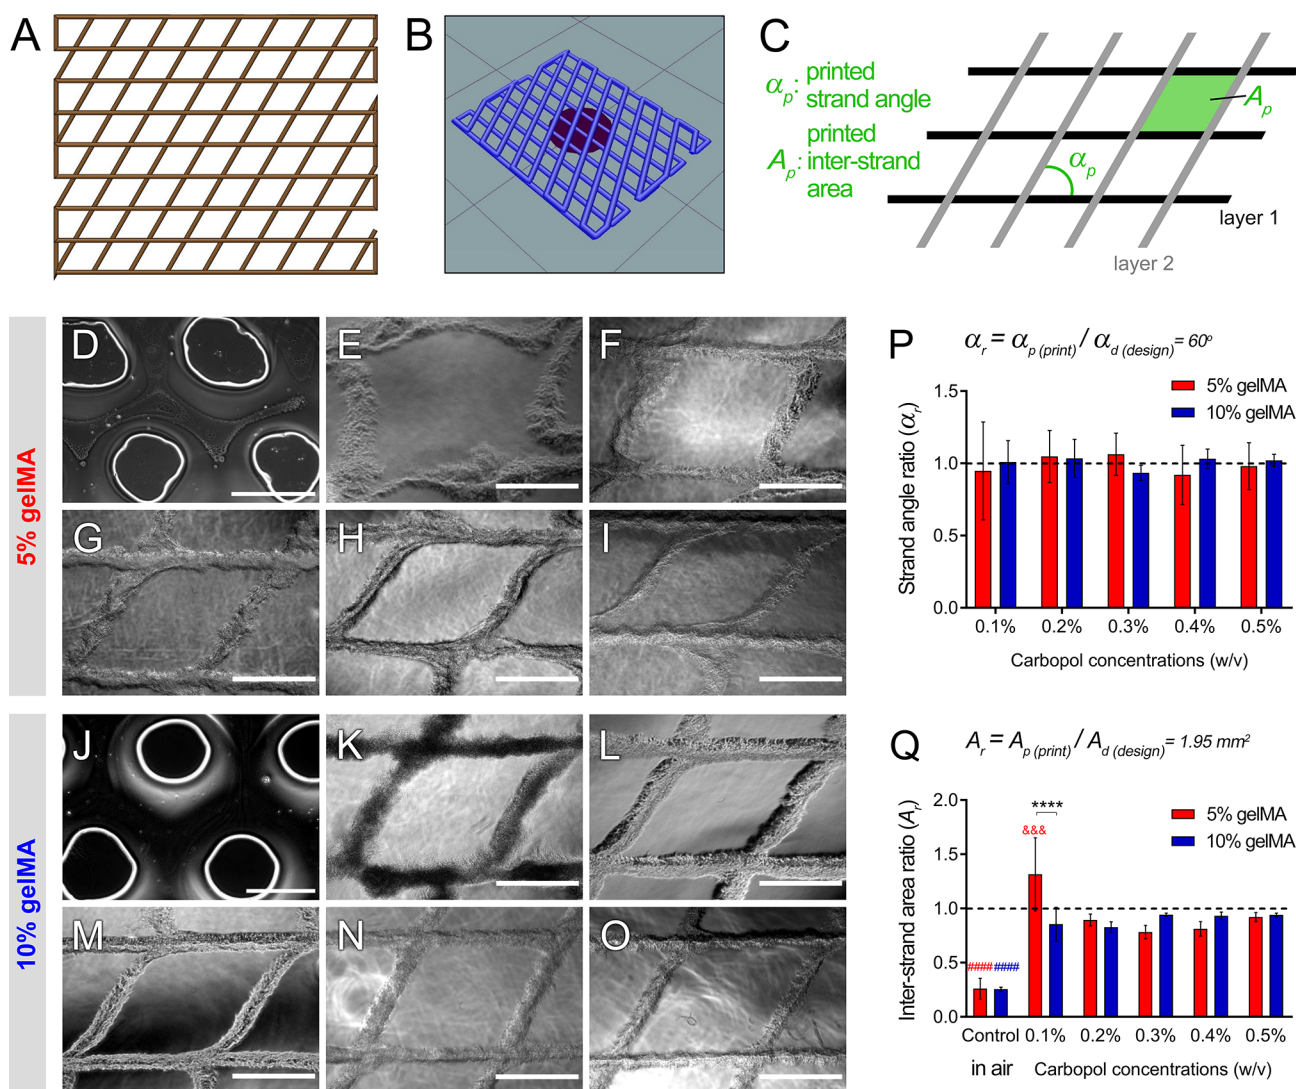 A
B
C
αp: printed strand angle
Ap: printed inter-strand area
Ap
αp
layer 1
layer 2
5% gelMA
D
E
F
G
H
I
10% gelMA
J
K
L
M
N
O
P
αr = αp (print) / αd (design) = 60°
Strand angle ratio (αr)
1.5
1.0
0.5
0.0
5% gelMA
10% gelMA
0.1% 0.2% 0.3% 0.4% 0.5%
Carbopol concentrations (w/v)
Q
Ar = Ap (print) / Ad (design) = 1.95 mm²
Inter-strand area ratio (Ar)
2.0
1.5
1.0
0.5
0.0
5% gelMA
10% gelMA
****
&&&
#### ####
Control 0.1% 0.2% 0.3% 0.4% 0.5%
in air Carbopol concentrations (w/v)